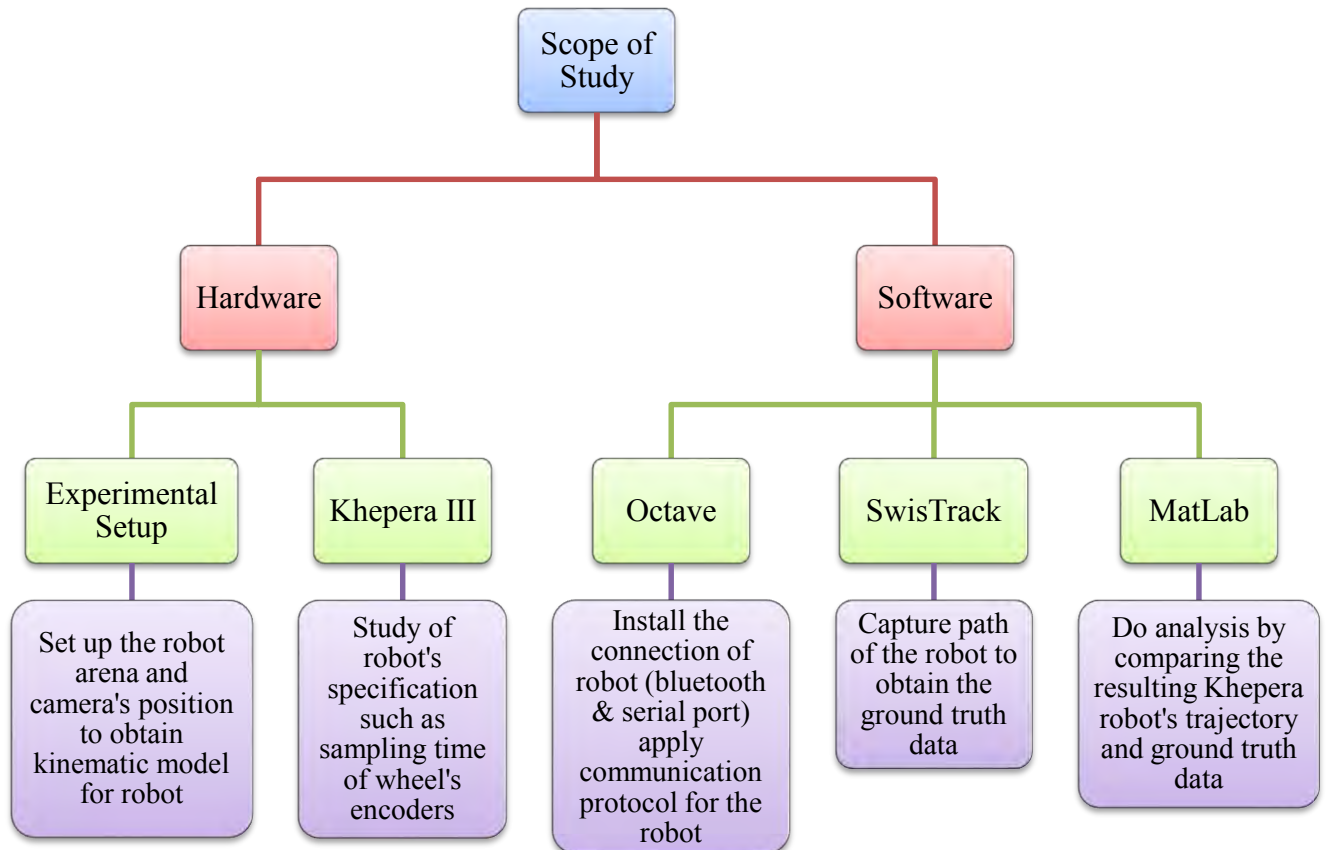 Scope of
Study
Hardware
Software
Experimental
Setup
Khepera III
Octave
SwisTrack
MatLab
Set up the robot
arena and
camera's position
to obtain
kinematic model
for robot
Study of
robot's
specification
such as
sampling time
of wheel's
encoders
Install the
connection of
robot (bluetooth
& serial port)
apply
communication
protocol for the
robot
Capture path
of the robot to
obtain the
ground truth
data
Do analysis by
comparing the
resulting Khepera
robot's trajectory
and ground truth
data